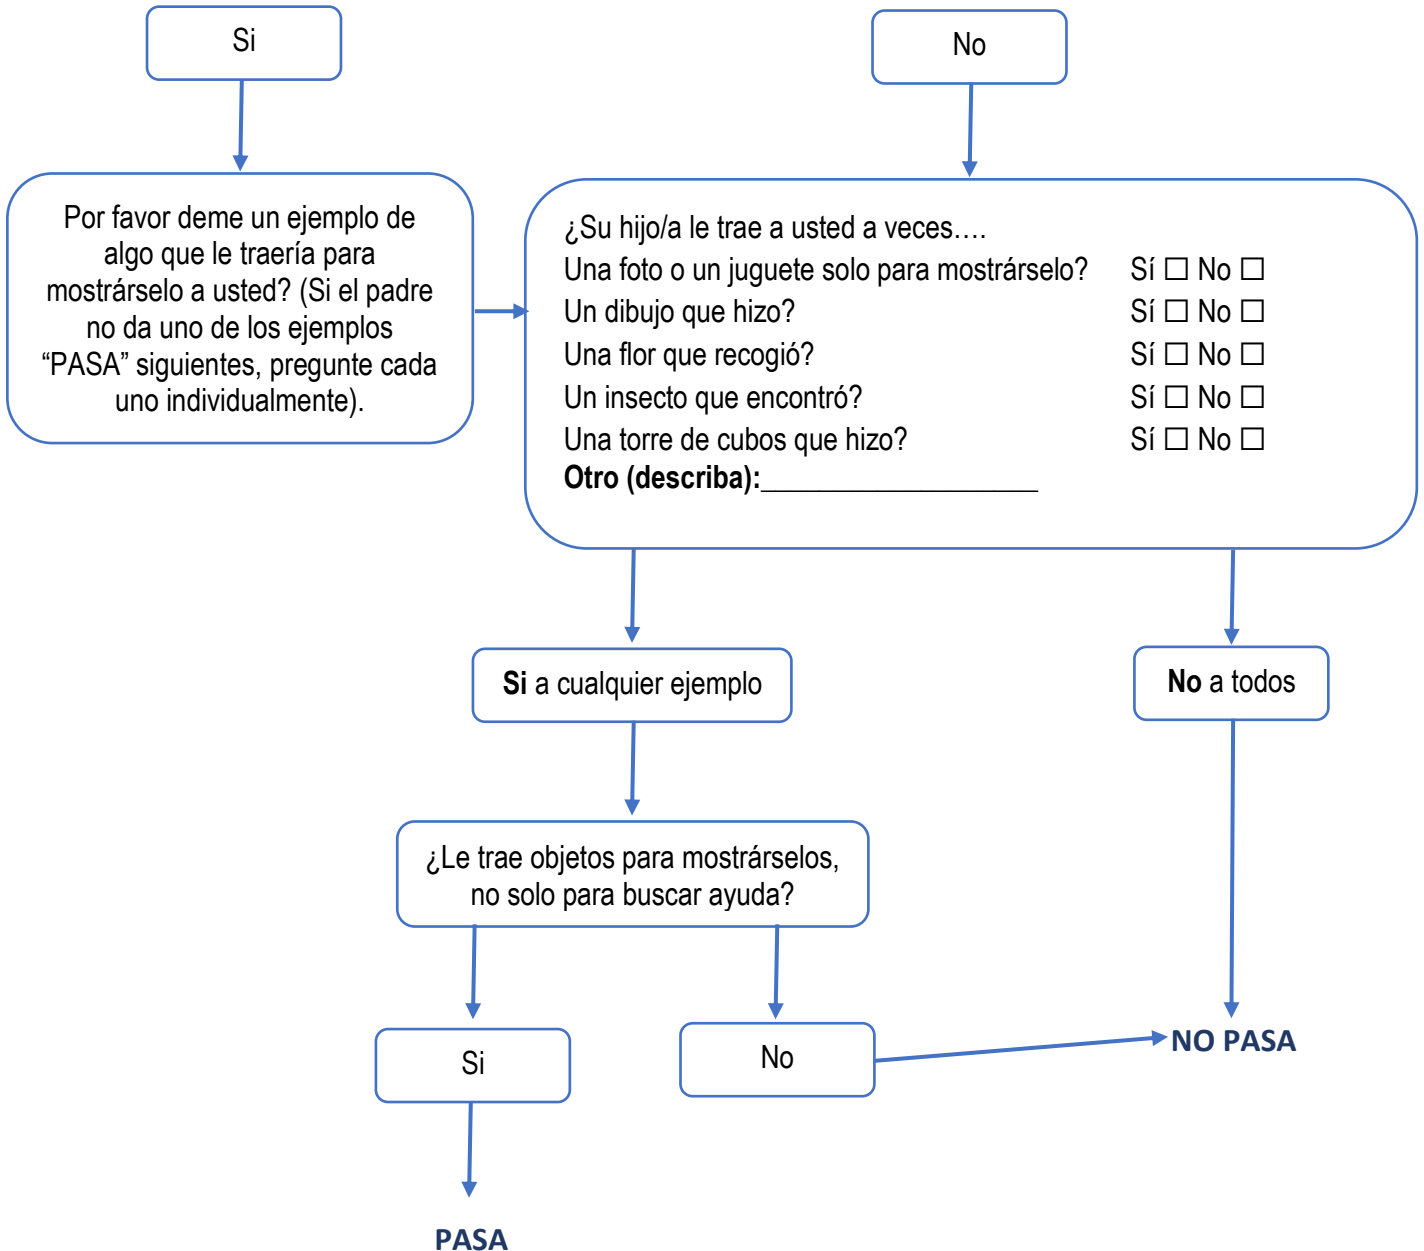 Si
No
Por favor deme un ejemplo de
algo que le traería para
mostrárselo a usted? (Si el padre
no da uno de los ejemplos
“PASA” siguientes, pregunte cada
uno individualmente).
¿Su hijo/a le trae a usted a veces….
Una foto o un juguete solo para mostrárselo? Sí ☐ No ☐
Un dibujo que hizo? Sí ☐ No ☐
Una flor que recogió? Sí ☐ No ☐
Un insecto que encontró? Sí ☐ No ☐
Una torre de cubos que hizo? Sí ☐ No ☐
Otro (describa):___________________
Si a cualquier ejemplo
No a todos
¿Le trae objetos para mostrárselos,
no solo para buscar ayuda?
Si
No
NO PASA
PASA